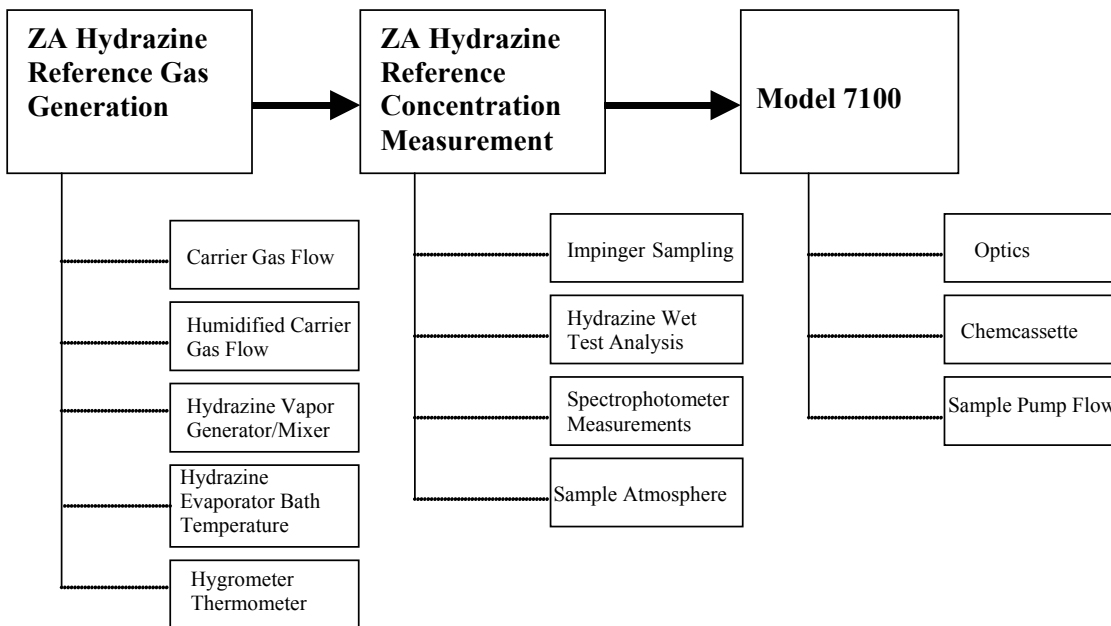 ZA Hydrazine
Reference Gas
Generation
ZA Hydrazine
Reference
Concentration
Measurement
Model 7100
Carrier Gas Flow
Humidified Carrier
Gas Flow
Hydrazine Vapor
Generator/Mixer
Hydrazine
Evaporator Bath
Temperature
Hygrometer
Thermometer
Impinger Sampling
Hydrazine Wet
Test Analysis
Spectrophotometer
Measurements
Sample Atmosphere
Optics
Chemcassette
Sample Pump Flow